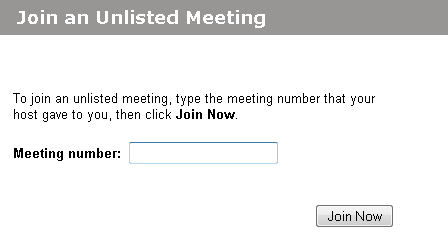 Join an Unlisted Meeting
To join an unlisted meeting, type the meeting number that your
host gave to you, then click Join Now.
Meeting number:
Join Now